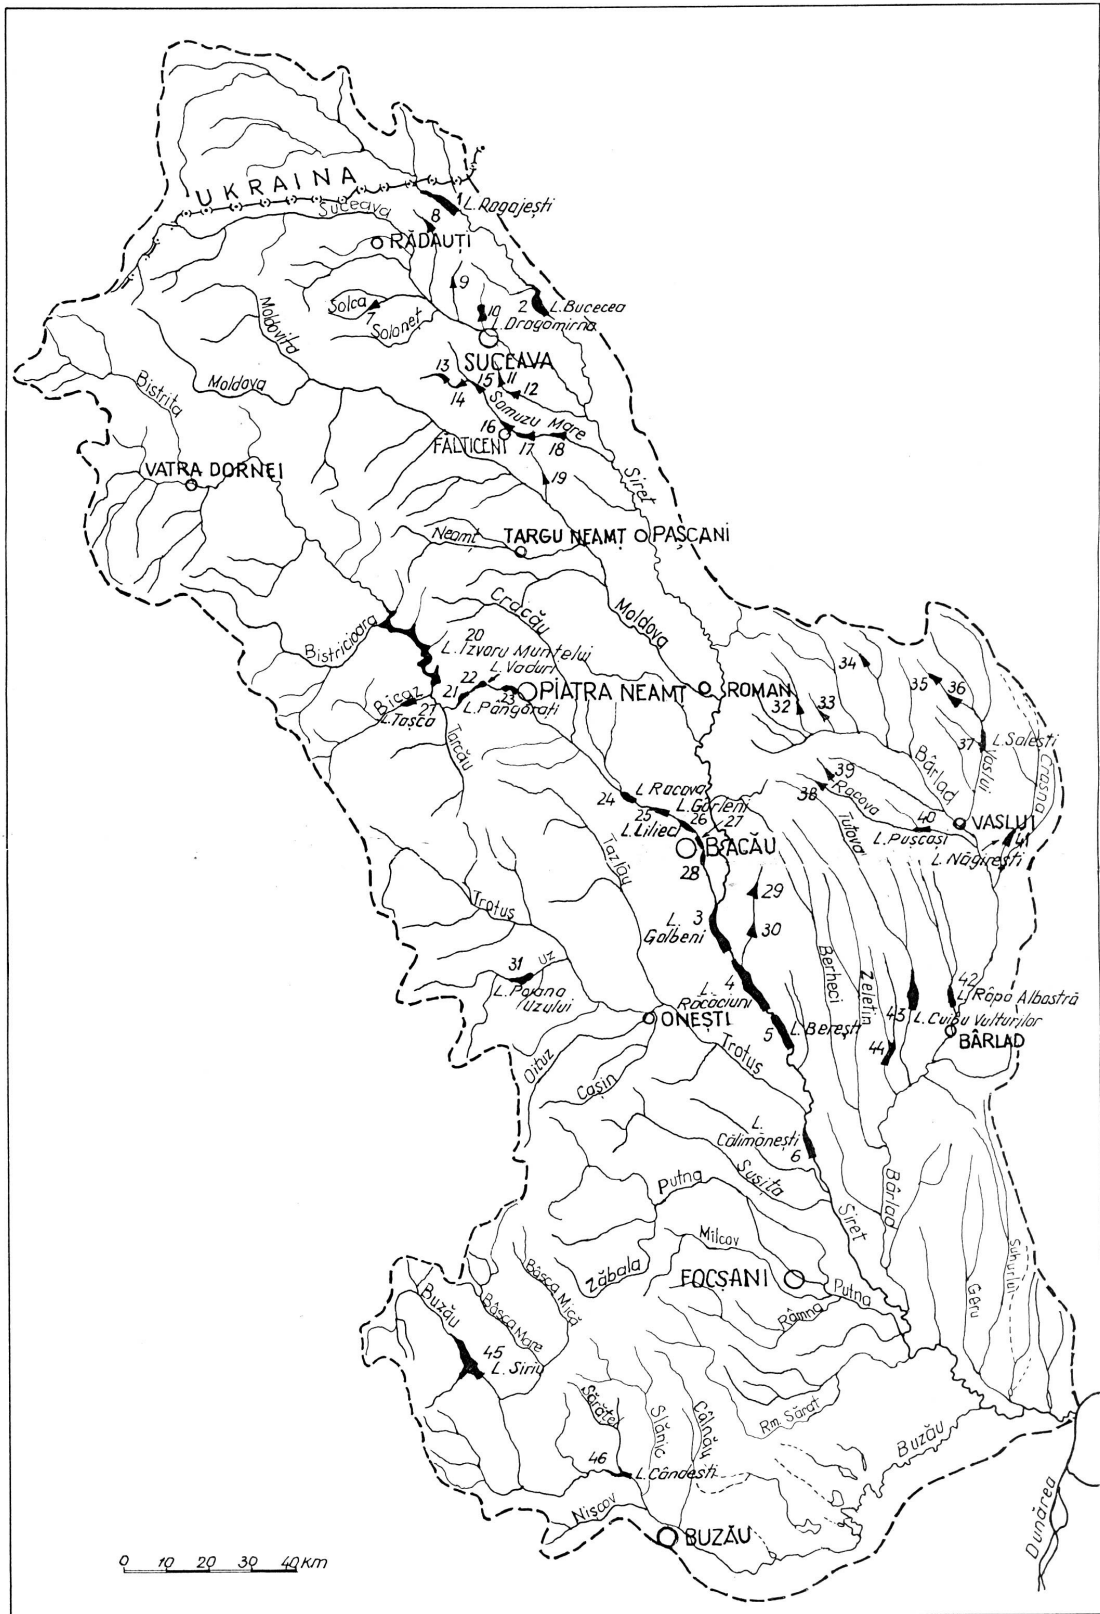 UKRAINA
1
L. Rogojești
Suceava
8
RĂDAUȚI
9
Solca
7
Soloneț
10
2
L. Bucecea
L. Dragomirna
SUCEAVA
Moldovița
Moldova
Bistrița
13
14
15
11
12
Șomuzu Mare
16
FĂLTICENI
17
18
19
Siret
VATRA DORNEI
Neamț
TARGU NEAMȚ
PAȘCANI
Cracău
Moldova
Bistricioara
20
L. Izvoru Muntelui
L. Vaduri
22
21
23
PIATRA NEAMȚ
L. Pângărați
ROMAN
Bicaz
27
L. Tașca
Tarcău
32
33
34
35
36
37
L. Solești
Vaslui
Crasna
Bârlad
39
38
Racova
40
VASLUI
L. Pușcași
41
L. Năgirești
Tutova
L. Racova
24
L. Gârleni
25
26
27
L. Lilieci
BACĂU
28
Tazlău
29
30
L. 3
Galbeni
Trotuș
31
Uz
L. Poiana
Uzului
4
L.
Răcăciuni
5
L. Berești
Berheci
Zeletin
42
L. Râpa Albastră
43
L. Cuibu Vulturilor
44
BÂRLAD
ONEȘTI
Oituz
Cașin
Trotuș
L.
Călimănești
6
Sușița
Putna
Siret
Bârlad
Milcov
Zăbala
FOCȘANI
Putna
Râmna
Geru
Suhurlui
Buzău
Bâsca Mare
Bâsca Mică
45
L. Siriu
Sărățel
Slănic
Câlnău
Rm. Sărat
Buzău
46
L. Cândești
Nișcov
BUZĂU
Dunărea
0 10 20 30 40 Km